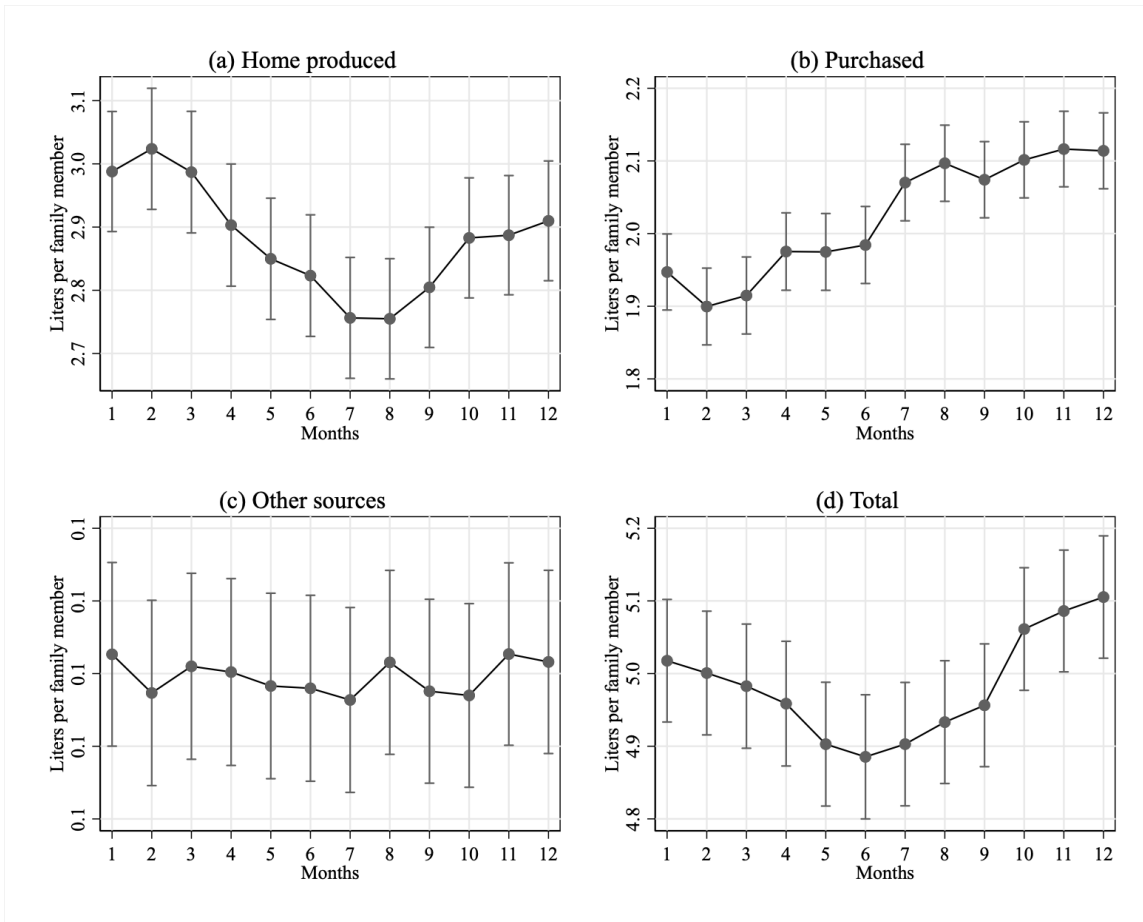 (a) Home produced
Liters per family member
3.1
3.0
2.9
2.8
2.7
1 2 3 4 5 6 7 8 9 10 11 12
Months
(b) Purchased
Liters per family member
2.2
2.1
2.0
1.9
1.8
1 2 3 4 5 6 7 8 9 10 11 12
Months
(c) Other sources
Liters per family member
0.1
0.1
0.1
0.1
0.1
1 2 3 4 5 6 7 8 9 10 11 12
Months
(d) Total
Liters per family member
5.2
5.1
5.0
4.9
4.8
1 2 3 4 5 6 7 8 9 10 11 12
Months